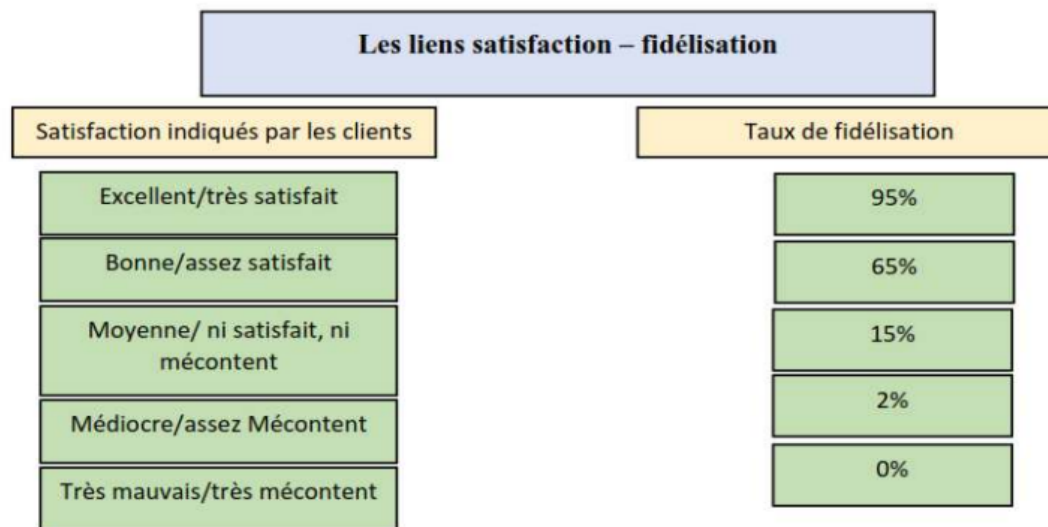 Les liens satisfaction – fidélisation
Satisfaction indiqués par les clients
Taux de fidélisation
Excellent/très satisfait
95%
Bonne/assez satisfait
65%
Moyenne/ ni satisfait, ni
mécontent
15%
Médiocre/assez Mécontent
2%
Très mauvais/très mécontent
0%